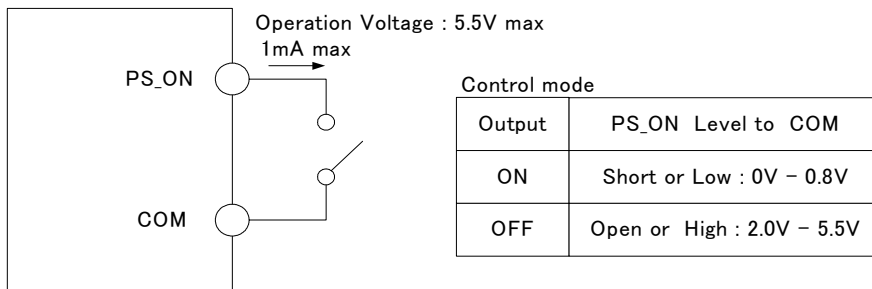 Operation Voltage : 5.5V max
1mA max
PS_ON
COM
Control mode
Output PS_ON Level to COM
ON Short or Low : 0V - 0.8V
OFF Open or High : 2.0V - 5.5V